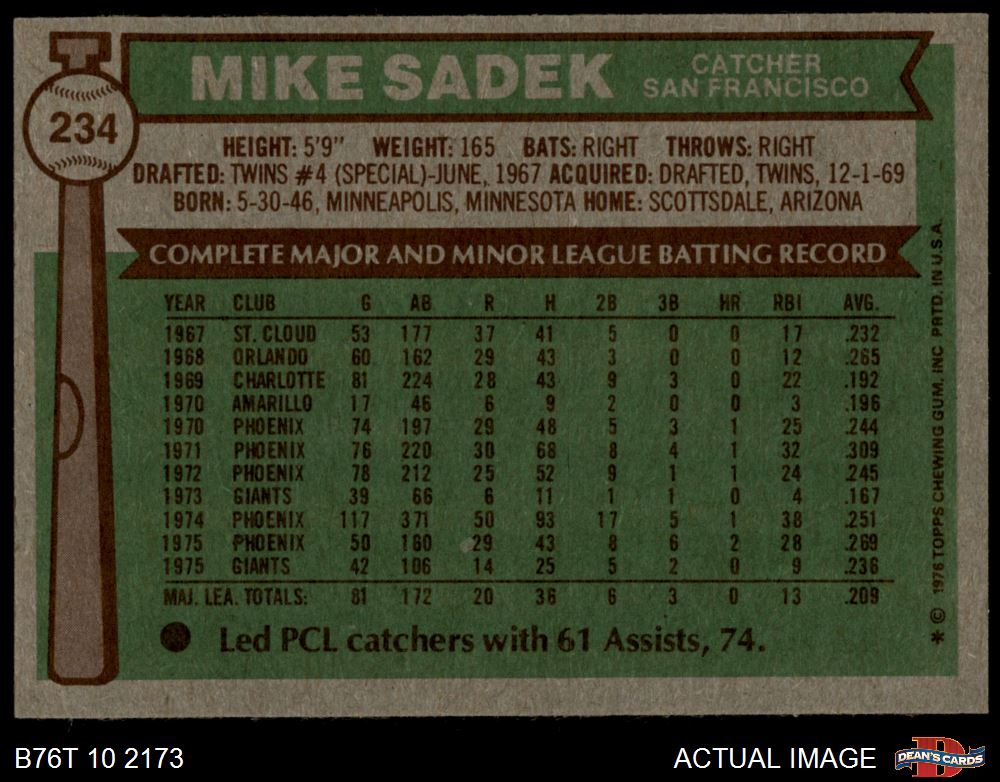 T
234
MIKE SADEK
CATCHER
SAN FRANCISCO
HEIGHT: 5'9" WEIGHT: 165 BATS: RIGHT THROWS: RIGHT
DRAFTED: TWINS #4 (SPECIAL)-JUNE, 1967 ACQUIRED: DRAFTED, TWINS, 12-1-69
BORN: 5-30-46, MINNEAPOLIS, MINNESOTA HOME: SCOTTSDALE, ARIZONA
COMPLETE MAJOR AND MINOR LEAGUE BATTING RECORD
YEAR CLUB G AB R H 2B 3B HR RBI AVG.
1967 ST. CLOUD 53 177 37 41 5 0 0 17 .232
1968 ORLANDO 60 162 29 43 3 0 0 12 .265
1969 CHARLOTTE 81 224 28 43 9 3 0 22 .192
1970 AMARILLO 17 46 6 9 2 0 0 3 .196
1970 PHOENIX 74 197 29 48 5 3 1 25 .244
1971 PHOENIX 76 220 30 68 8 4 1 32 .309
1972 PHOENIX 78 212 25 52 9 1 1 24 .245
1973 GIANTS 39 66 6 11 1 1 0 4 .167
1974 PHOENIX 117 371 50 93 17 5 1 38 .251
1975 PHOENIX 50 160 29 43 8 6 2 28 .269
1975 GIANTS 42 106 14 25 5 2 0 9 .236
MAJ. LEA. TOTALS: 81 172 20 36 6 3 0 13 .209
Led PCL catchers with 61 Assists, 74.
* © 1976 TOPPS CHEWING GUM, INC PRTD. IN U.S.A.
B76T 10 2173
ACTUAL IMAGE
D
DEAN'S CARDS